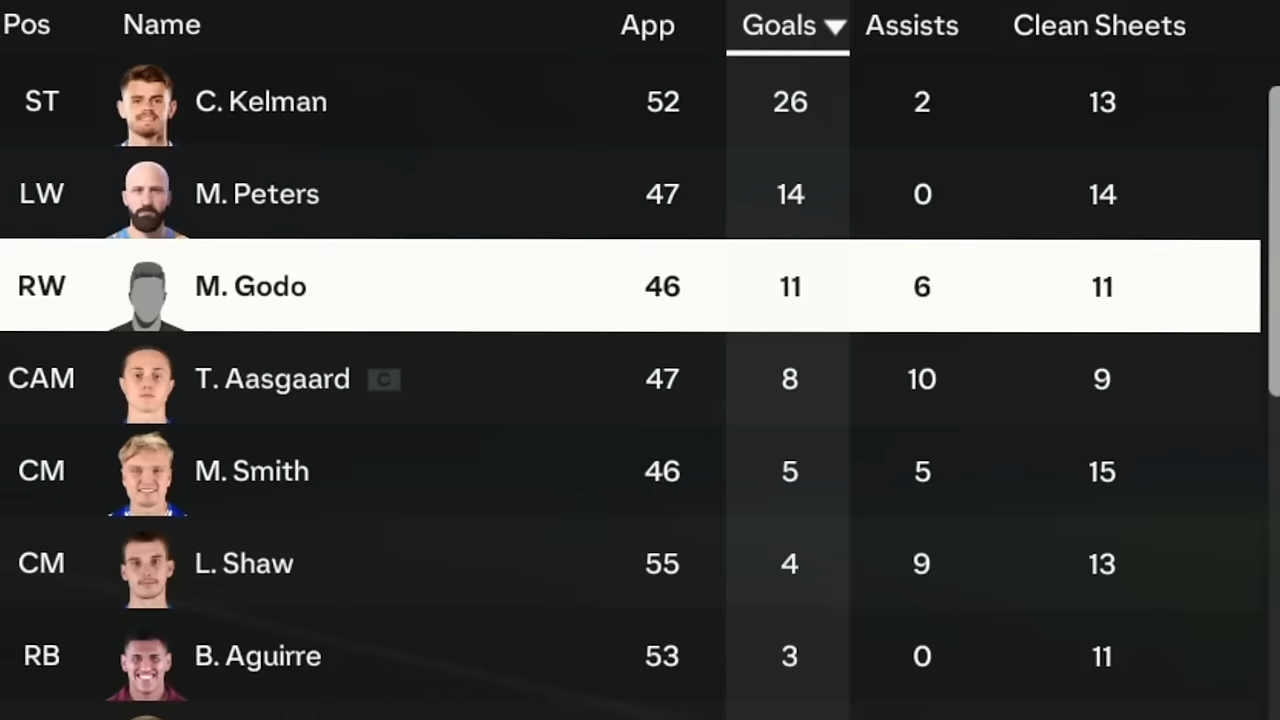 Pos Name App Goals Assists Clean Sheets
ST C. Kelman 52 26 2 13
LW M. Peters 47 14 0 14
RW M. Godo 46 11 6 11
CAM T. Aasgaard C 47 8 10 9
CM M. Smith 46 5 5 15
CM L. Shaw 55 4 9 13
RB B. Aguirre 53 3 0 11